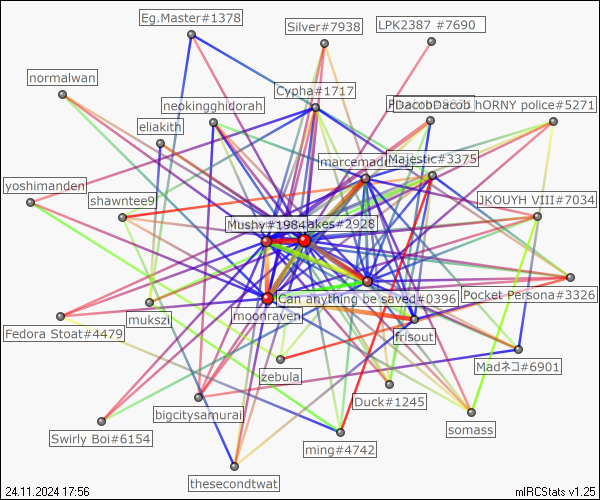 Eg.Master#1378
Silver#7938
LPK2387 #7690
normalwan
Cypha#1717
neokingghidorah
hORNY police#5271
eliakith
Majestic#3375
yoshimanden
shawntee9
JKOUYH VIII#7034
Mushy#1984
akes#2928
Can anything be saved#0396
Pocket Persona#3326
mukszi
moonraven
Fedora Stoat#4479
frisout
Madネコ#6901
zebula
Duck#1245
bigcitysamurai
somass
Swirly Boi#6154
ming#4742
thesecondtwat
24.11.2024 17:56
mIRCStats v1.25